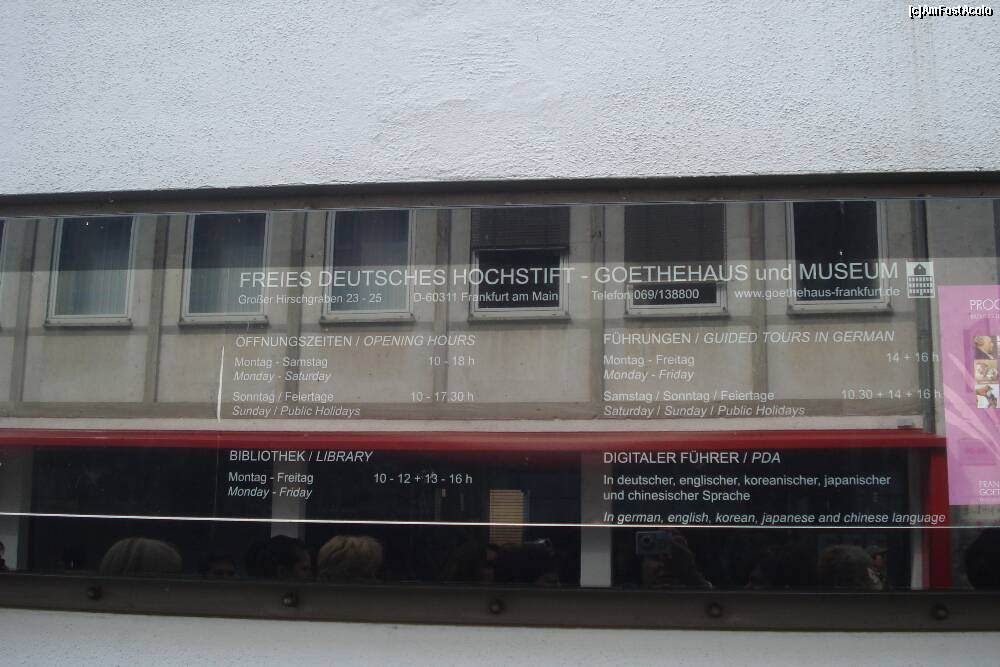 [c]AmFostAcolo
FREIES DEUTSCHES HOCHSTIFT - GOETHEHAUS und MUSEUM
Großer Hirschgraben 23 - 25 D-60311 Frankfurt am Main Telefon 069/138800 www.goethehaus-frankfurt.de
ÖFFNUNGSZEITEN / OPENING HOURS
Montag - Samstag 10 - 18 h
Monday - Saturday
Sonntag / Feiertage 10 - 17.30 h
Sunday / Public Holidays
FÜHRUNGEN / GUIDED TOURS IN GERMAN
Montag - Freitag 14 + 16 h
Monday - Friday
Samstag / Sonntag / Feiertage 10.30 + 14 + 16 h
Saturday / Sunday / Public Holidays
BIBLIOTHEK / LIBRARY
Montag - Freitag 10 - 12 + 13 - 16 h
Monday - Friday
DIGITALER FÜHRER / PDA
In deutscher, englischer, koreanischer, japanischer
und chinesischer Sprache
In german, english, korean, japanese and chinese language